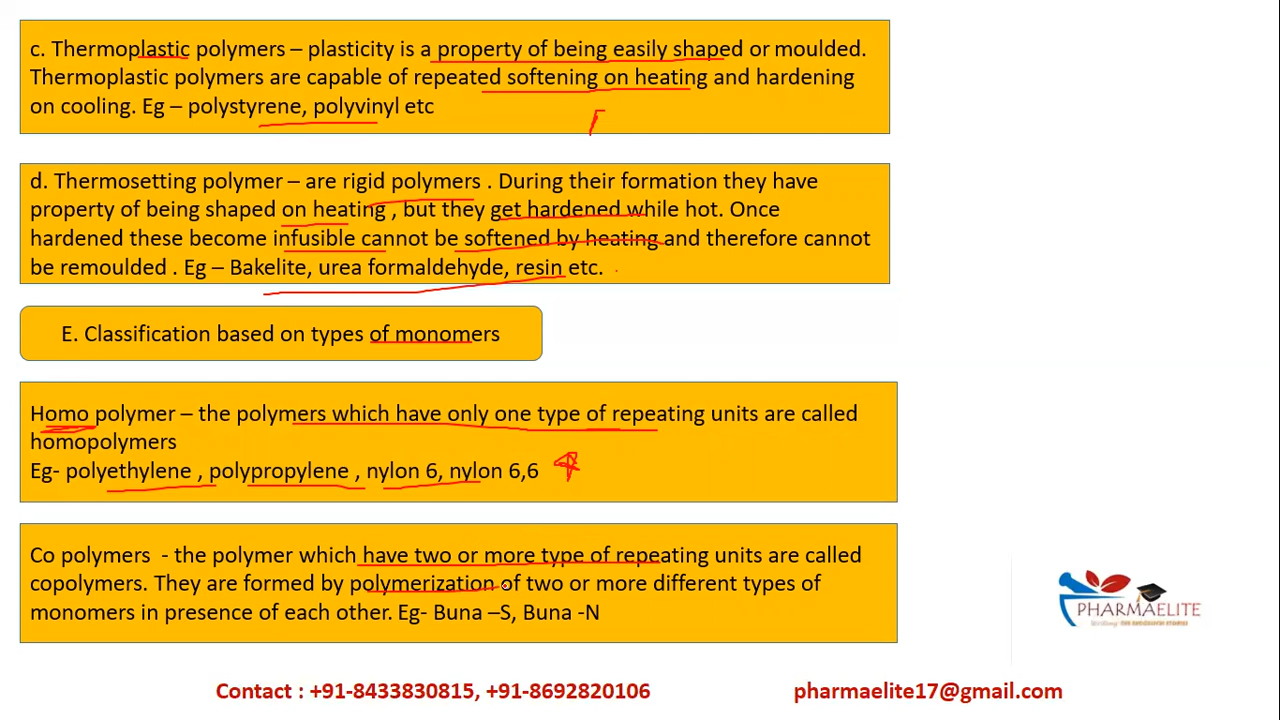 c. Thermoplastic polymers – plasticity is a property of being easily shaped or moulded.
Thermoplastic polymers are capable of repeated softening on heating and hardening
on cooling. Eg – polystyrene, polyvinyl etc
d. Thermosetting polymer – are rigid polymers . During their formation they have
property of being shaped on heating , but they get hardened while hot. Once
hardened these become infusible cannot be softened by heating and therefore cannot
be remoulded . Eg – Bakelite, urea formaldehyde, resin etc.
E. Classification based on types of monomers
Homo polymer – the polymers which have only one type of repeating units are called
homopolymers
Eg- polyethylene , polypropylene , nylon 6, nylon 6,6
Co polymers - the polymer which have two or more type of repeating units are called
copolymers. They are formed by polymerization of two or more different types of
monomers in presence of each other. Eg- Buna –S, Buna -N
PHARMAELITE
Contact : +91-8433830815, +91-8692820106
pharmaelite17@gmail.com